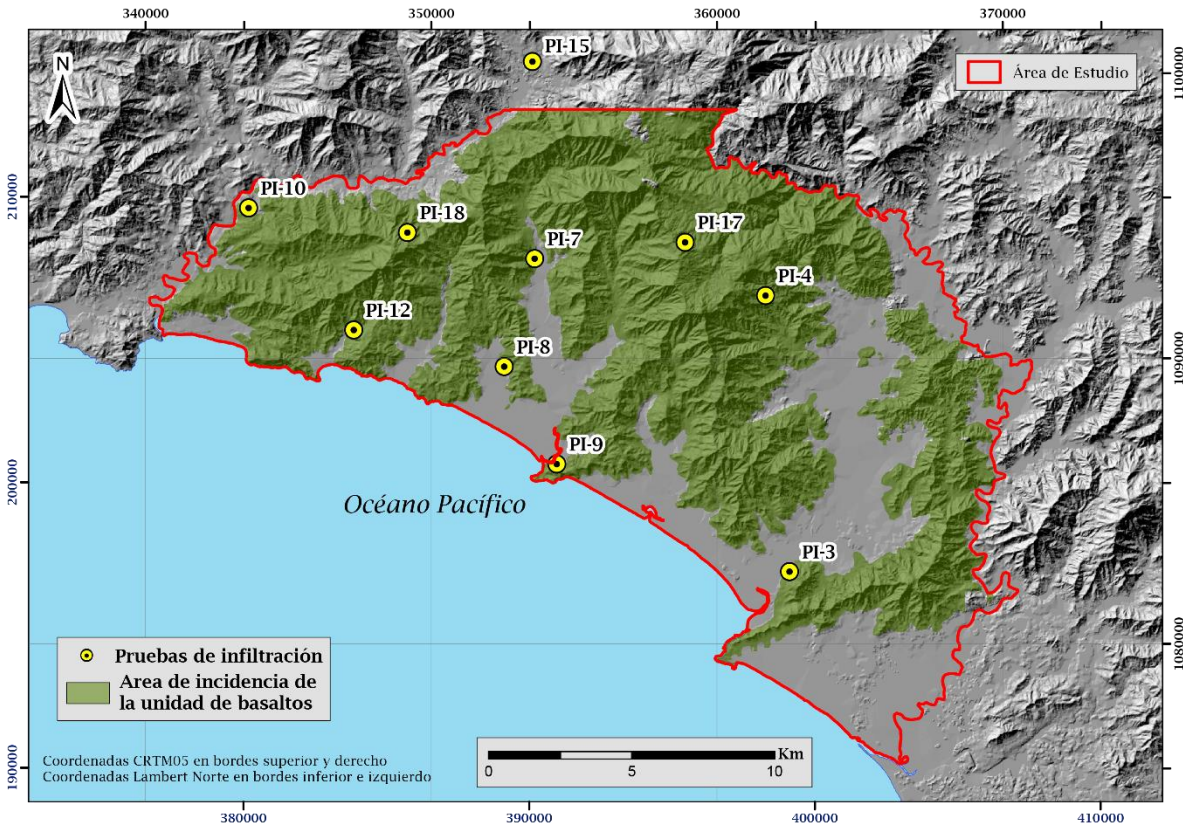 340000 350000 360000 370000
PI-15
N
Área de Estudio
1100000
PI-10
210000
PI-18
PI-17
PI-7
PI-4
PI-12
PI-8
1090000
PI-9
200000
Océano Pacífico
PI-3
1080000
Pruebas de infiltración
Area de incidencia de
la unidad de basaltos
Km
0 5 10
Coordenadas CRTM05 en bordes superior y derecho
Coordenadas Lambert Norte en bordes inferior e izquierdo
190000
380000 390000 400000 410000